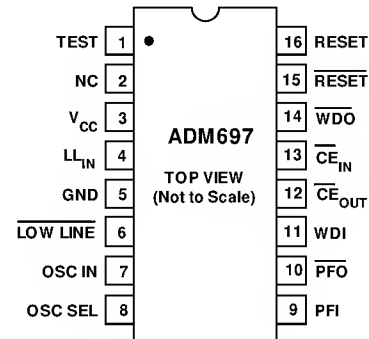 TEST 1 16 RESET
NC 2 15 RESET
VCC 3 14 WDO
ADM697
LLIN 4 13 CEIN
TOP VIEW
GND 5 12 CEOUT
(Not to Scale)
LOW LINE 6 11 WDI
OSC IN 7 10 PFO
OSC SEL 8 9 PFI